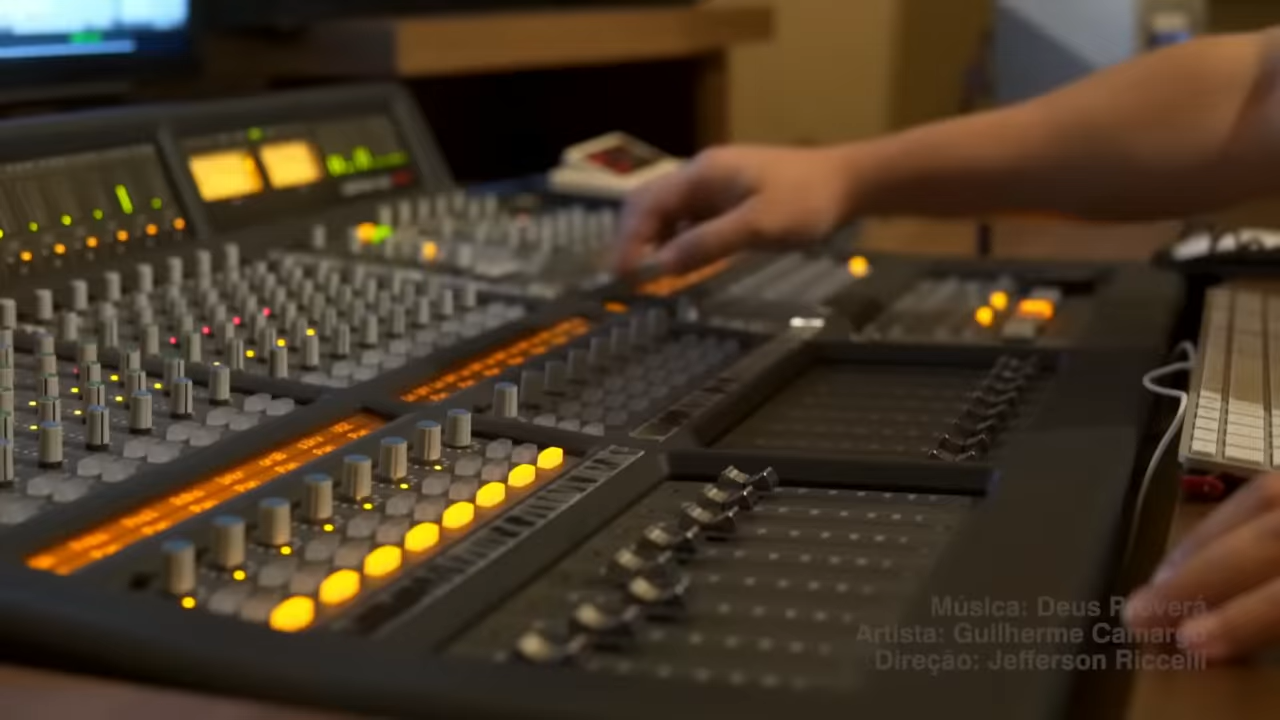 Música: Deus Proverá
Artista: Guilherme Camargo
Direção: Jefferson Riccelli